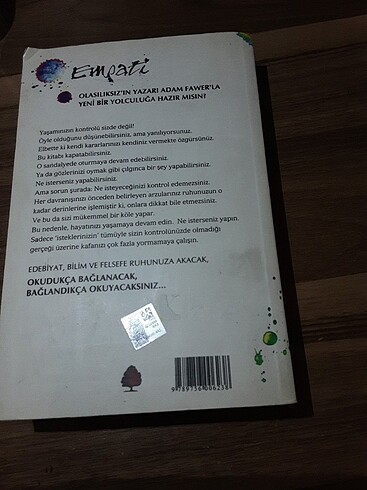 Empati
OLASILIKSIZ'IN YAZARI ADAM FAWER'LA
YENİ BİR YOLCULUĞA HAZIR MISIN?
Yaşamınızın kontrolü sizde değil!
Öyle olduğunu düşünebilirsiniz, ama yanılıyorsunuz.
Elbette ki kendi kararlarınızı kendiniz vermekte özgürsünüz.
Bu kitabı kapatabilirsiniz.
O sandalyede oturmaya devam edebilirsiniz.
Ya da gözlerinizi oymak gibi çılgınca bir şey yapabilirsiniz.
Ne isterseniz yapabilirsiniz.
Ama sorun şurada: Ne isteyeceğinizi kontrol edemezsiniz.
Her davranışınızı önceden belirleyen arzularınız ruhunuzun o
kadar derinlerine işlemiştir ki, onlara dikkat bile etmezsiniz.
Ve bu da sizi mükemmel bir köle yapar.
Bu nedenle, hayatınızı yaşamaya devam edin. Ne isterseniz yapın.
Sadece "isteklerinizin" tümüyle sizin kontrolünüzde olmadığı
gerçeği üzerine kafanızı çok fazla yormamaya çalışın.
EDEBİYAT, BİLİM VE FELSEFE RUHUNUZA AKACAK,
OKUDUKÇA BAĞLANACAK,
BAĞLANDIKÇA OKUYACAKSINIZ...
9789756006238